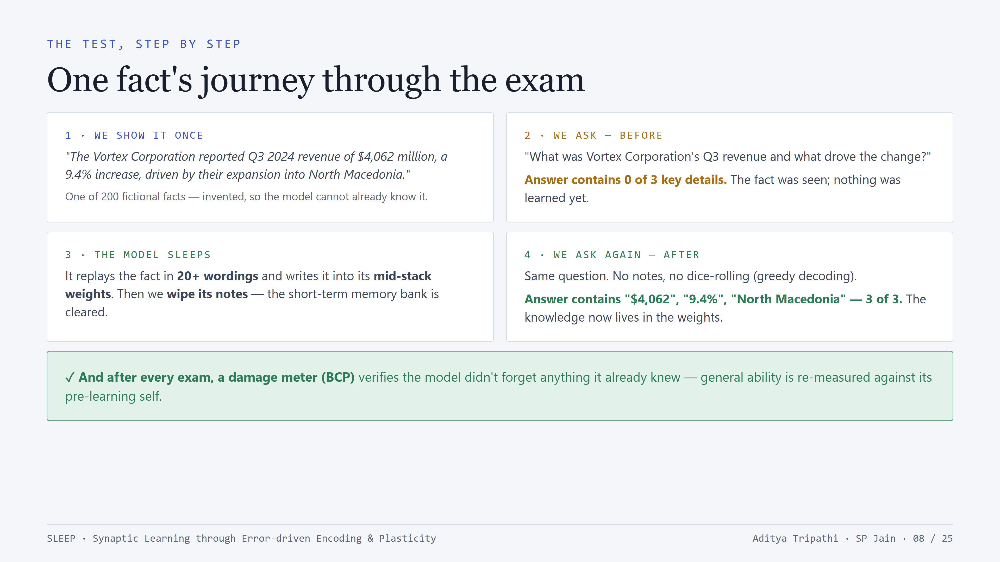 THE TEST, STEP BY STEP
One fact's journey through the exam
1 · WE SHOW IT ONCE
"The Vortex Corporation reported Q3 2024 revenue of $4,062 million, a
9.4% increase, driven by their expansion into North Macedonia."
One of 200 fictional facts — invented, so the model cannot already know it.
2 · WE ASK — BEFORE
"What was Vortex Corporation's Q3 revenue and what drove the change?"
Answer contains 0 of 3 key details. The fact was seen; nothing was
learned yet.
3 · THE MODEL SLEEPS
It replays the fact in 20+ wordings and writes it into its mid-stack
weights. Then we wipe its notes — the short-term memory bank is
cleared.
4 · WE ASK AGAIN — AFTER
Same question. No notes, no dice-rolling (greedy decoding).
Answer contains "$4,062", "9.4%", "North Macedonia" — 3 of 3. The
knowledge now lives in the weights.
✓ And after every exam, a damage meter (BCP) verifies the model didn't forget anything it already knew — general ability is re-measured against its
pre-learning self.
SLEEP · Synaptic Learning through Error-driven Encoding & Plasticity
Aditya Tripathi · SP Jain · 08 / 25